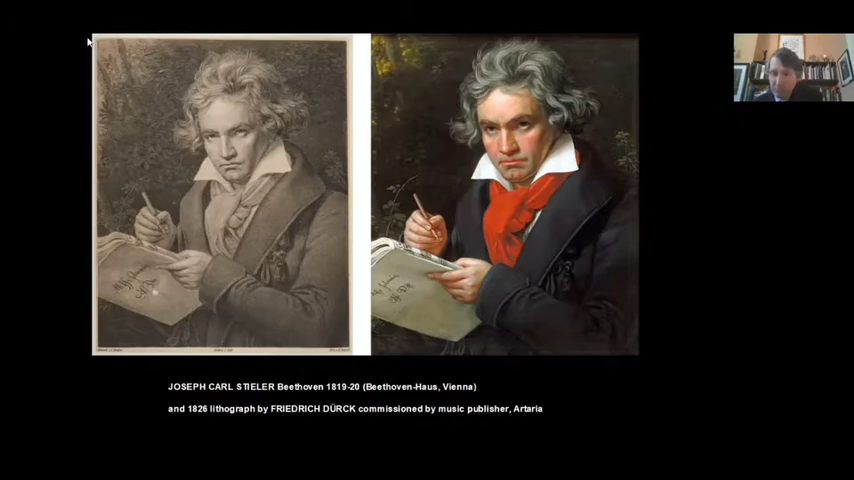 JOSEPH CARL STIELER Beethoven 1819-20 (Beethoven-Haus, Vienna)
and 1826 lithograph by FRIEDRICH DÜRCK commissioned by music publisher, Artaria